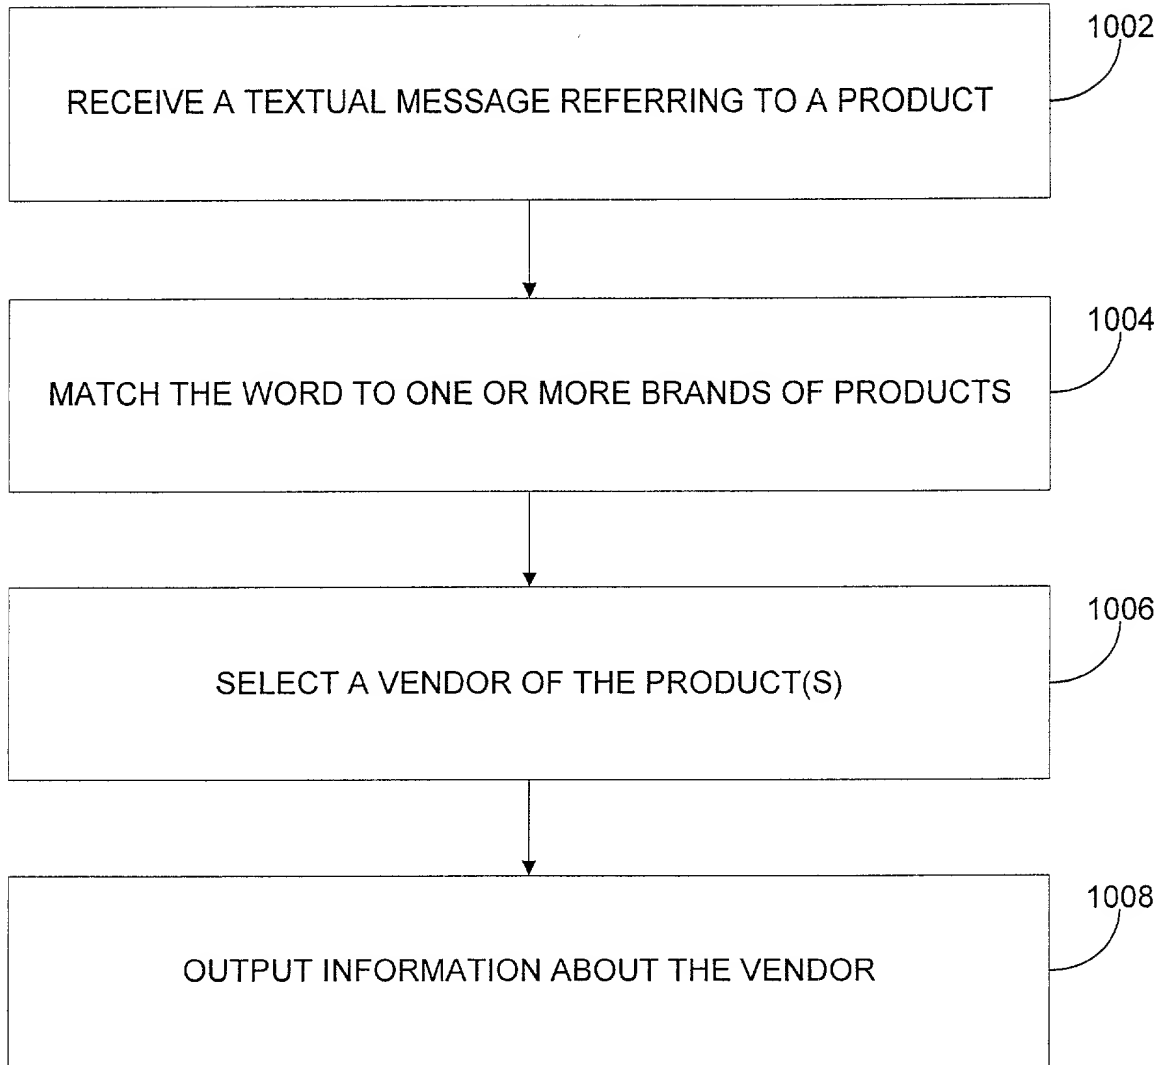 1002
RECEIVE A TEXTUAL MESSAGE REFERRING TO A PRODUCT
1004
MATCH THE WORD TO ONE OR MORE BRANDS OF PRODUCTS
1006
SELECT A VENDOR OF THE PRODUCT(S)
1008
OUTPUT INFORMATION ABOUT THE VENDOR